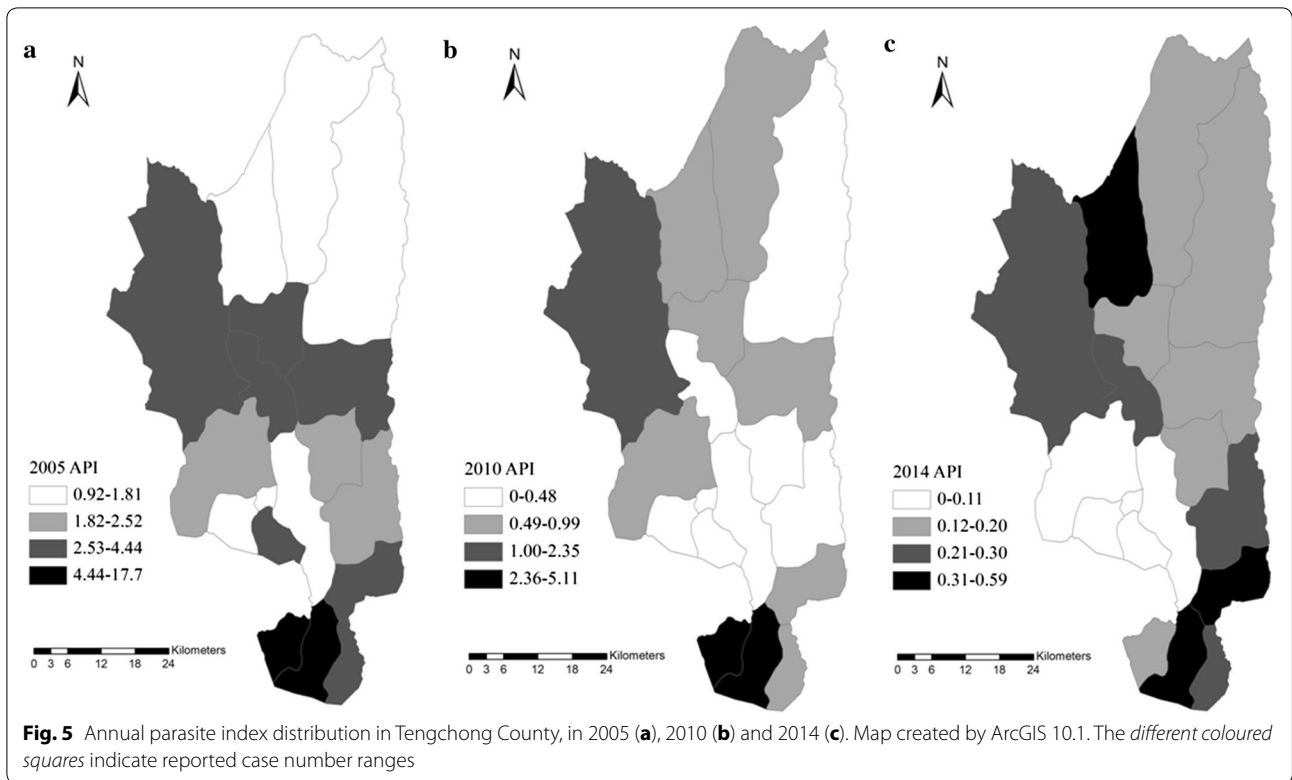 a
N
2005 API
0.92-1.81
1.82-2.52
2.53-4.44
4.44-17.7
0 3 6 12 18 24 Kilometers
b
N
2010 API
0-0.48
0.49-0.99
1.00-2.35
2.36-5.11
0 3 6 12 18 24 Kilometers
c
N
2014 API
0-0.11
0.12-0.20
0.21-0.30
0.31-0.59
0 3 6 12 18 24 Kilometers
Fig. 5 Annual parasite index distribution in Tengchong County, in 2005 (a), 2010 (b) and 2014 (c). Map created by ArcGIS 10.1. The different coloured
squares indicate reported case number ranges